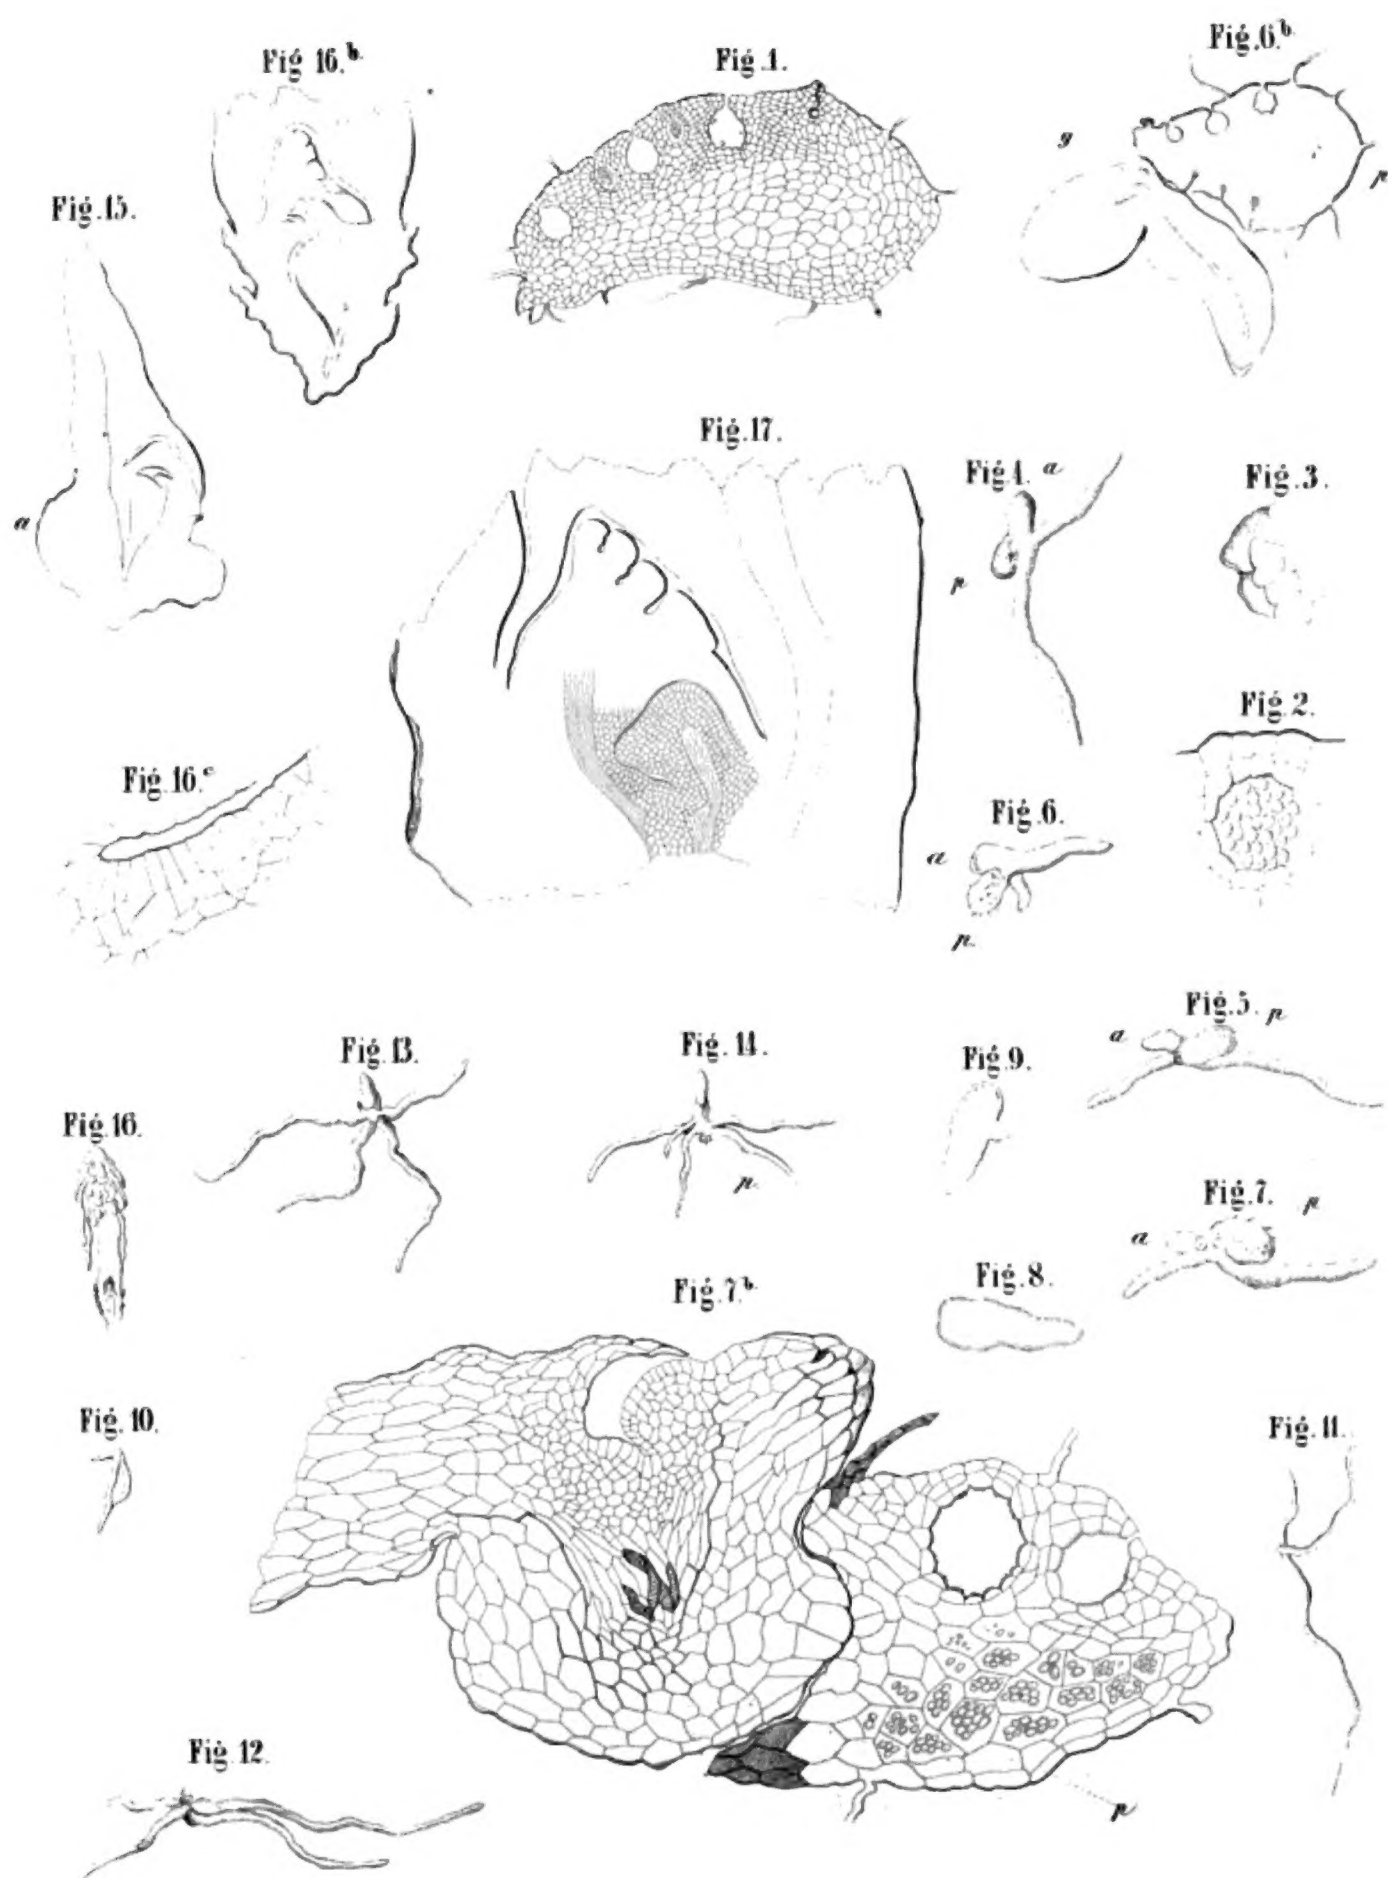 Fig 16.b.
Fig.1.
Fig.6.b.
g
p
Fig.15.
a
Fig.17.
Fig.4. a
p
Fig.3.
Fig.2.
Fig.16.c
Fig.6.
a
p.
Fig.13.
Fig.14.
p.
Fig.9.
Fig.5. p
a
Fig.16.
Fig.7. p
a
Fig.8.
Fig.7.b.
Fig.10.
Fig.11.
Fig.12.
p